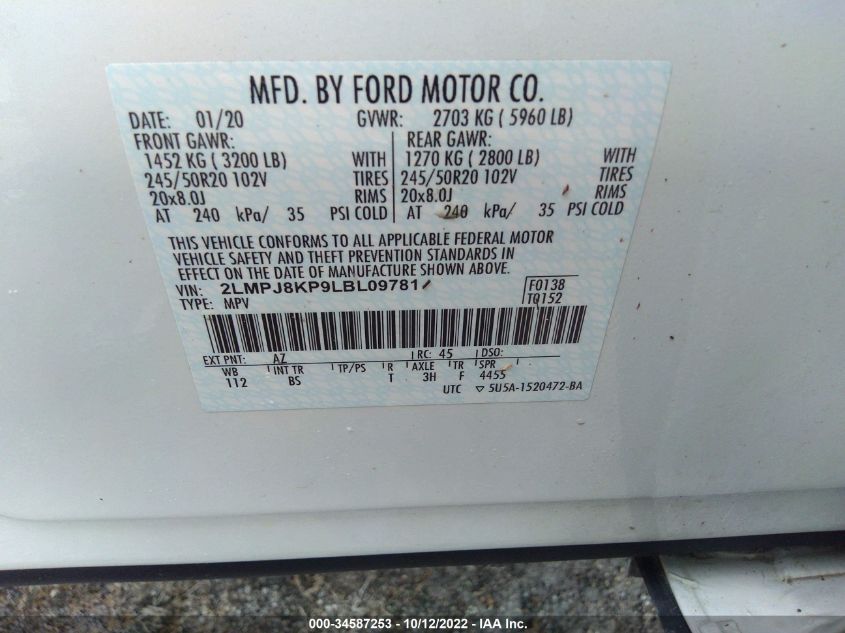 MFD. BY FORD MOTOR CO.
DATE: 01/20 GVWR: 2703 KG ( 5960 LB)
FRONT GAWR: REAR GAWR:
1452 KG ( 3200 LB) WITH 1270 KG ( 2800 LB) WITH
245/50R20 102V TIRES 245/50R20 102V TIRES
20x8.0J RIMS 20x8.0J RIMS
AT 240 kPa/ 35 PSI COLD AT 240 kPa/ 35 PSI COLD
THIS VEHICLE CONFORMS TO ALL APPLICABLE FEDERAL MOTOR
VEHICLE SAFETY AND THEFT PREVENTION STANDARDS IN
EFFECT ON THE DATE OF MANUFACTURE SHOWN ABOVE.
VIN: 2LMPJ8KP9LBL09781 F0138
TYPE: MPV T0152
EXT PNT: AZ RC: 45 DSO:
WB INT TR TP/PS R AXLE TR SPR
112 BS T 3H F 4455
UTC ▽ 5U5A-1520472-BA
000-34587253 - 10/12/2022 - IAA Inc.